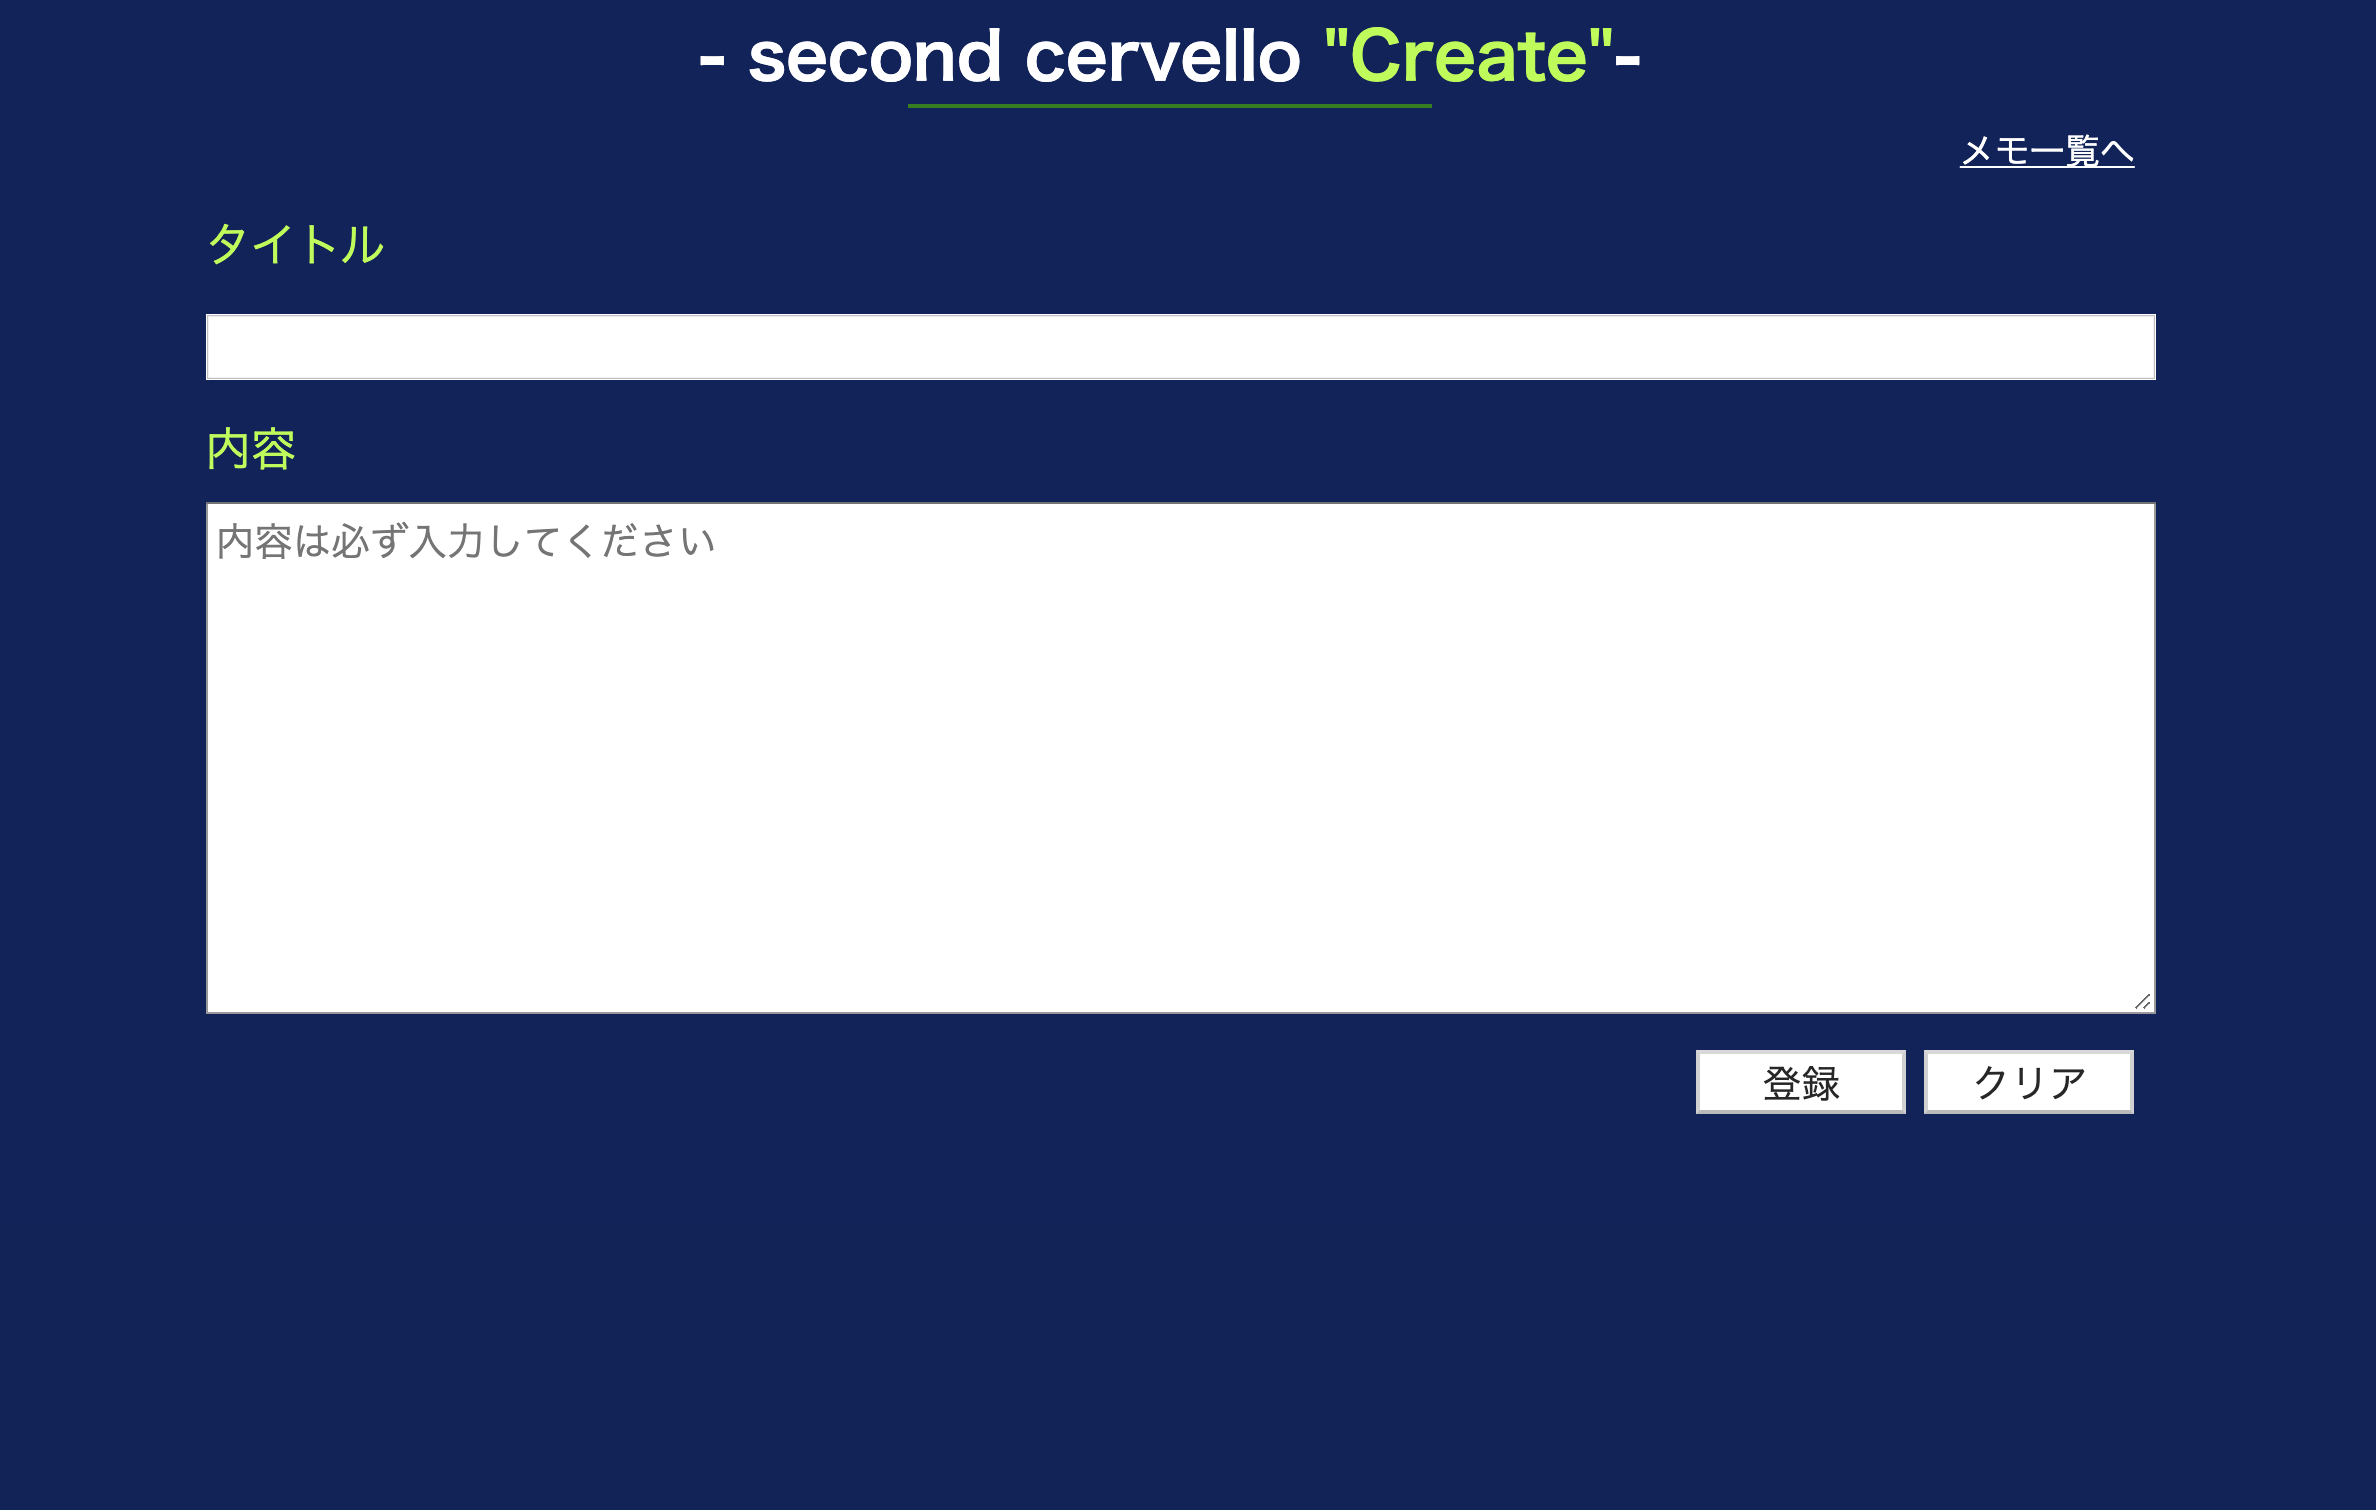 - second cervello "Create"-
メモ一覧へ
タイトル
内容
内容は必ず入力してください
登録 クリア